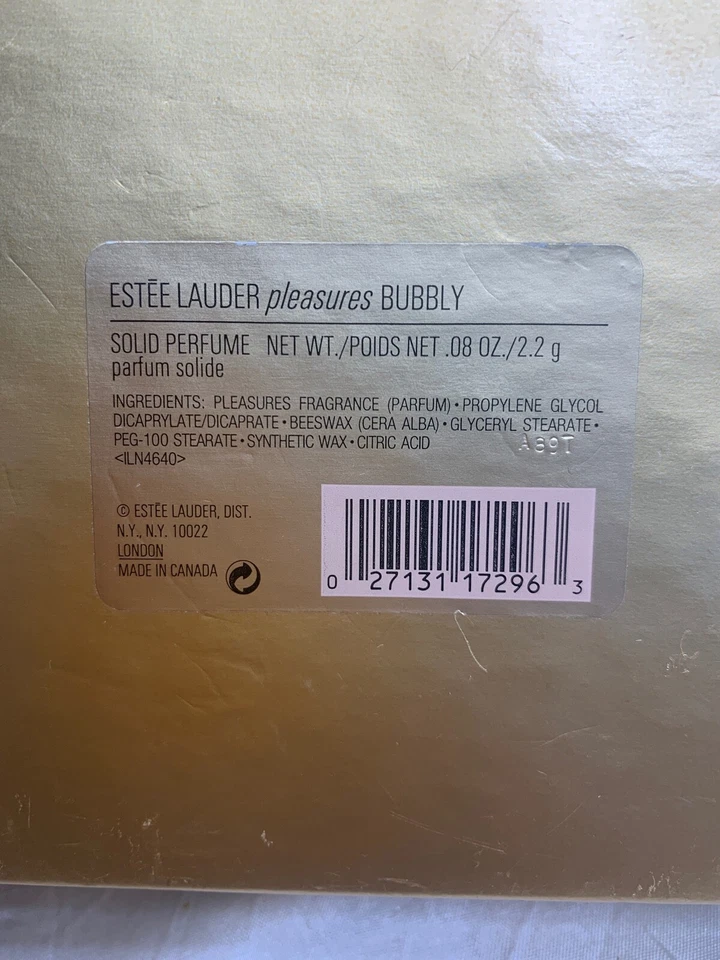 ESTĒE LAUDER pleasures BUBBLY
SOLID PERFUME NET WT./POIDS NET .08 OZ./2.2 g
parfum solide
INGREDIENTS: PLEASURES FRAGRANCE (PARFUM) • PROPYLENE GLYCOL
DICAPRYLATE/DICAPRATE • BEESWAX (CERA ALBA) • GLYCERYL STEARATE •
PEG-100 STEARATE • SYNTHETIC WAX • CITRIC ACID
A89T
<ILN4640>
© ESTĒE LAUDER, DIST.
N.Y., N.Y. 10022
LONDON
MADE IN CANADA
0 27131 17296 3